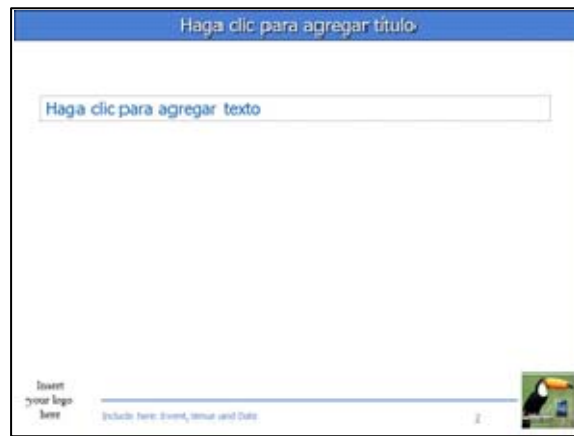 Haga clic para agregar título
Haga clic para agregar texto
Insert
your logo
here
Include here: Event, venue and Date
2